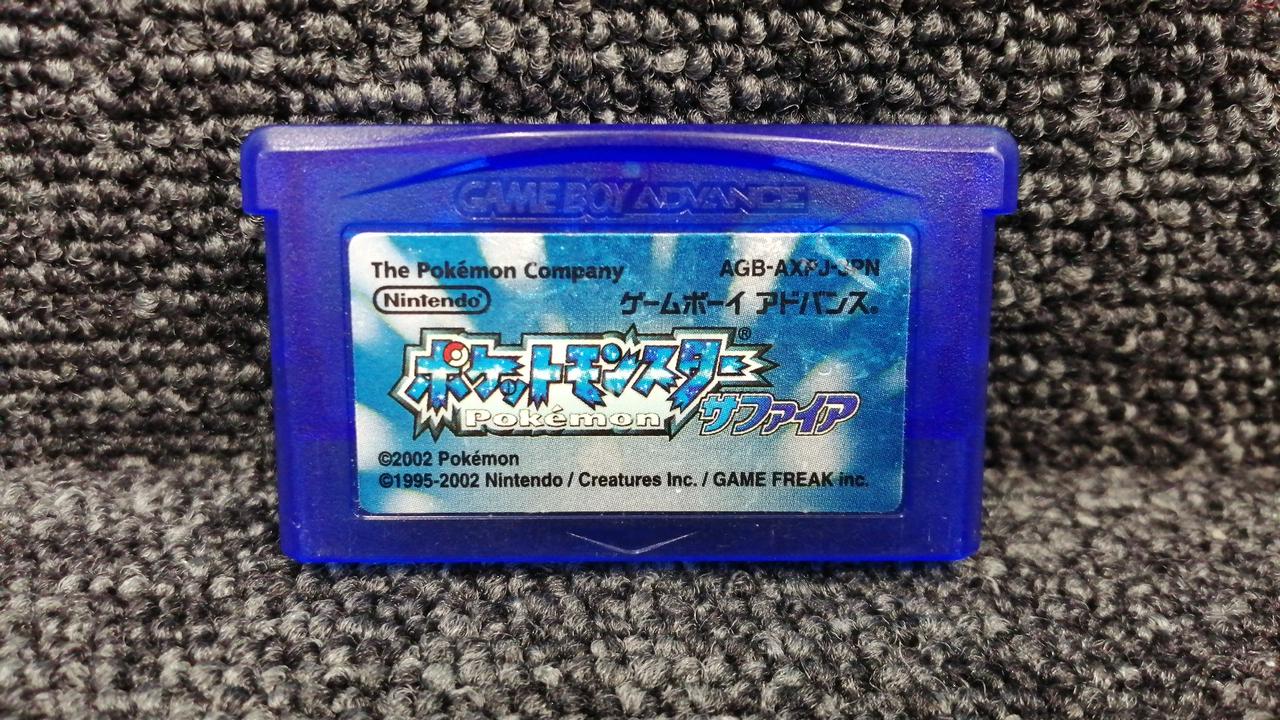 GAME BOY ADVANCE
The Pokémon Company
AGB-AXPJ-JPN
Nintendo®
ゲームボーイ アドバンス®
ポケットモンスター®
Pokémon
サファイア
©2002 Pokémon
©1995-2002 Nintendo / Creatures Inc. / GAME FREAK inc.